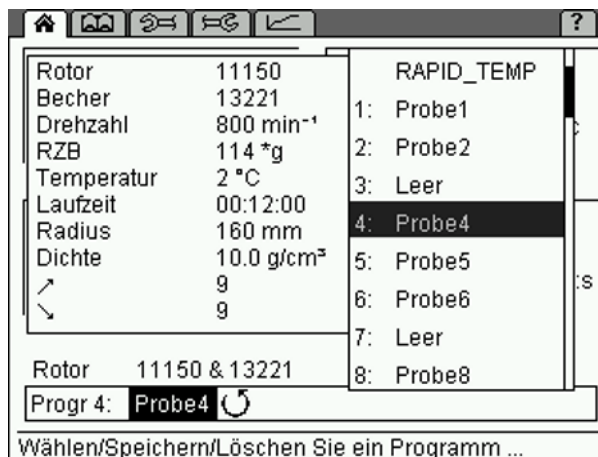 ?
Rotor 11150
Becher 13221
Drehzahl 800 min⁻¹
RZB 114 *g
Temperatur 2 °C
Laufzeit 00:12:00
Radius 160 mm
Dichte 10.0 g/cm³
↗ 9
↘ 9
RAPID_TEMP
1: Probe1
2: Probe2
3: Leer
4: Probe4
5: Probe5
6: Probe6
7: Leer
8: Probe8
:s
Rotor 11150 & 13221
Progr 4: Probe4 ↺
Wählen/Speichern/Löschen Sie ein Programm ...